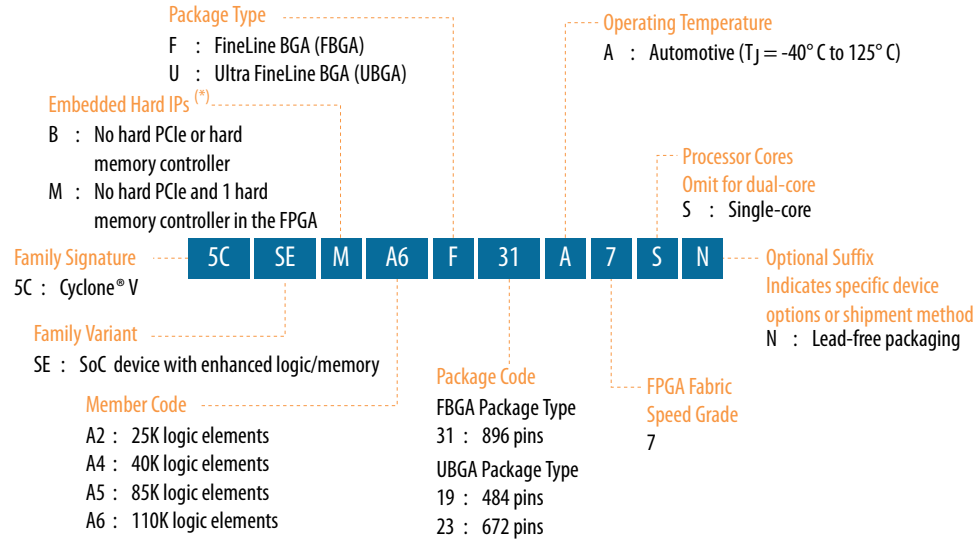 Package Type
F : FineLine BGA (FBGA)
U : Ultra FineLine BGA (UBGA)
Operating Temperature
A : Automotive (TJ = -40° C to 125° C)
Embedded Hard IPs (*)
B : No hard PCIe or hard
memory controller
M : No hard PCIe and 1 hard
memory controller in the FPGA
Processor Cores
Omit for dual-core
S : Single-core
Family Signature
5C : Cyclone® V
5C SE M A6 F 31 A 7 S N
Optional Suffix
Indicates specific device
options or shipment method
N : Lead-free packaging
Family Variant
SE : SoC device with enhanced logic/memory
Member Code
A2 : 25K logic elements
A4 : 40K logic elements
A5 : 85K logic elements
A6 : 110K logic elements
Package Code
FBGA Package Type
31 : 896 pins
UBGA Package Type
19 : 484 pins
23 : 672 pins
FPGA Fabric
Speed Grade
7